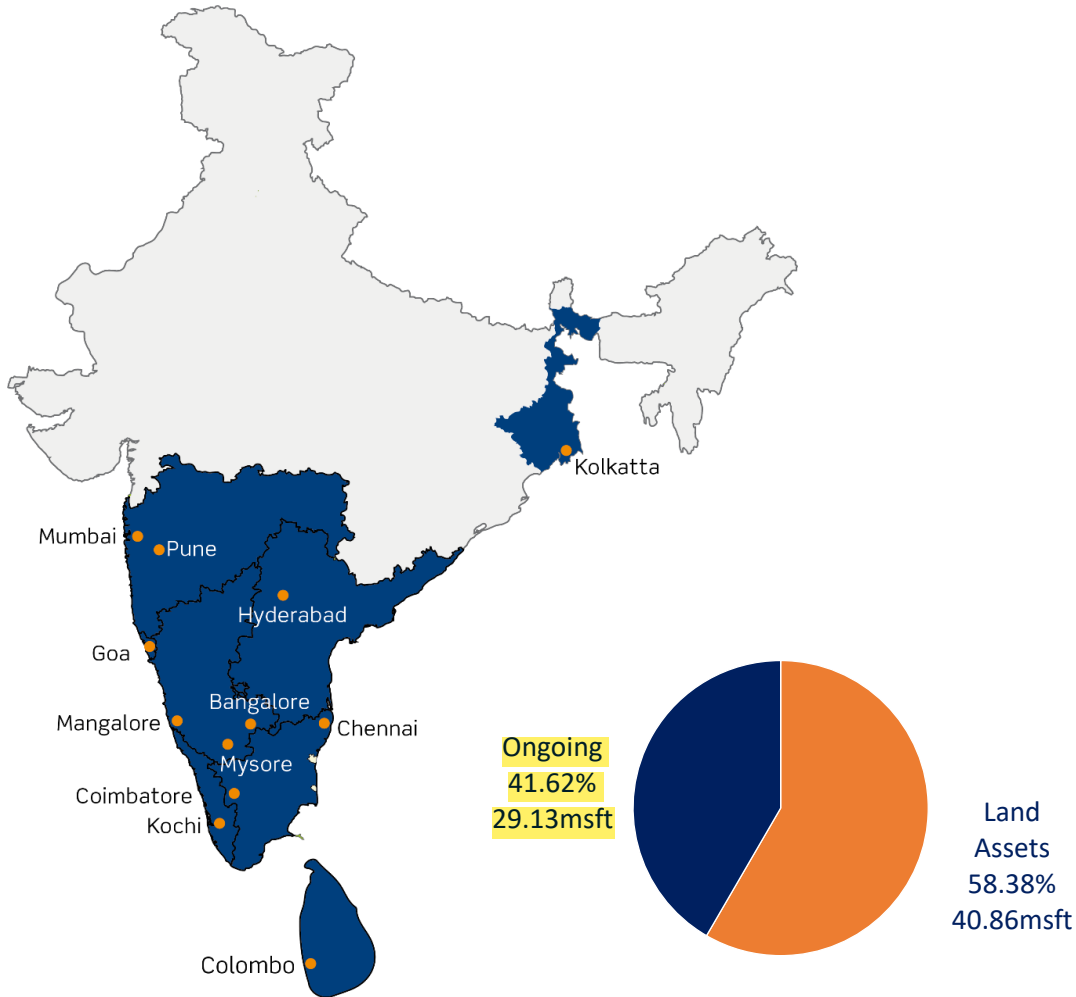 Kolkatta
Mumbai
Pune
Hyderabad
Goa
Bangalore
Mangalore
Chennai
Mysore
Coimbatore
Kochi
Colombo
Ongoing
41.62%
29.13msft
Land
Assets
58.38%
40.86msft